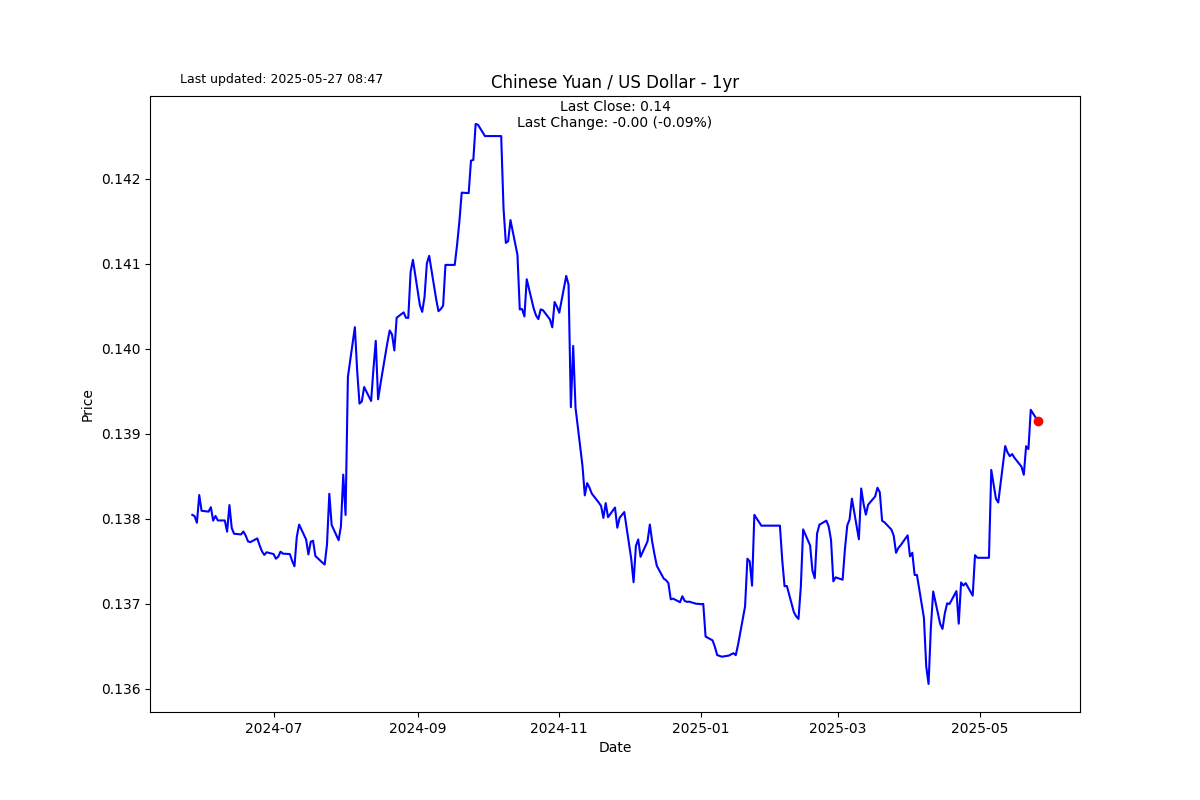 Last updated: 2025-05-27 08:47
Chinese Yuan / US Dollar - 1yr
Last Close: 0.14
Last Change: -0.00 (-0.09%)
0.142
0.141
0.140
0.139
0.138
0.137
0.136
Price
2024-07
2024-09
2024-11
2025-01
2025-03
2025-05
Date